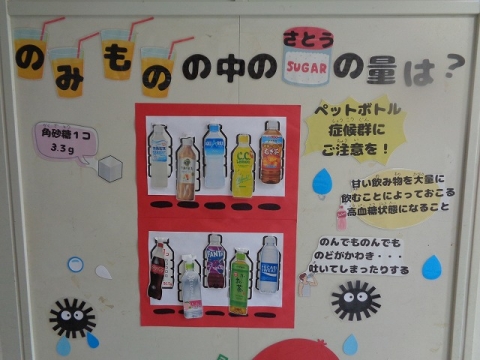 のみものの中のさとうの量は?
SUGAR
角砂糖1コ
3.3g
ペットボトル
症候群に
ご注意を!
甘い飲み物を大量に
飲むことによっておこる
高血糖状態になること
のんでものんでも
のどがかわき・・・
吐いてしまったりする
FANTA